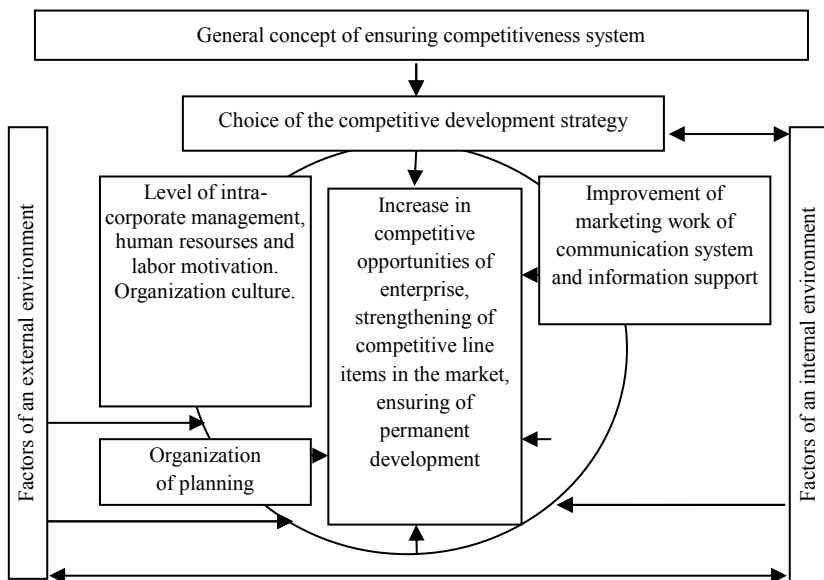 General concept of ensuring competitiveness system
Choice of the competitive development strategy
Factors of an external environment
Level of intra-
corporate management,
human resourses and
labor motivation.
Organization culture.
Increase in
competitive
opportunities of
enterprise,
strengthening of
competitive line
items in the market,
ensuring of
permanent
development
Improvement of
marketing work of
communication system
and information support
Factors of an internal environment
Organization
of planning